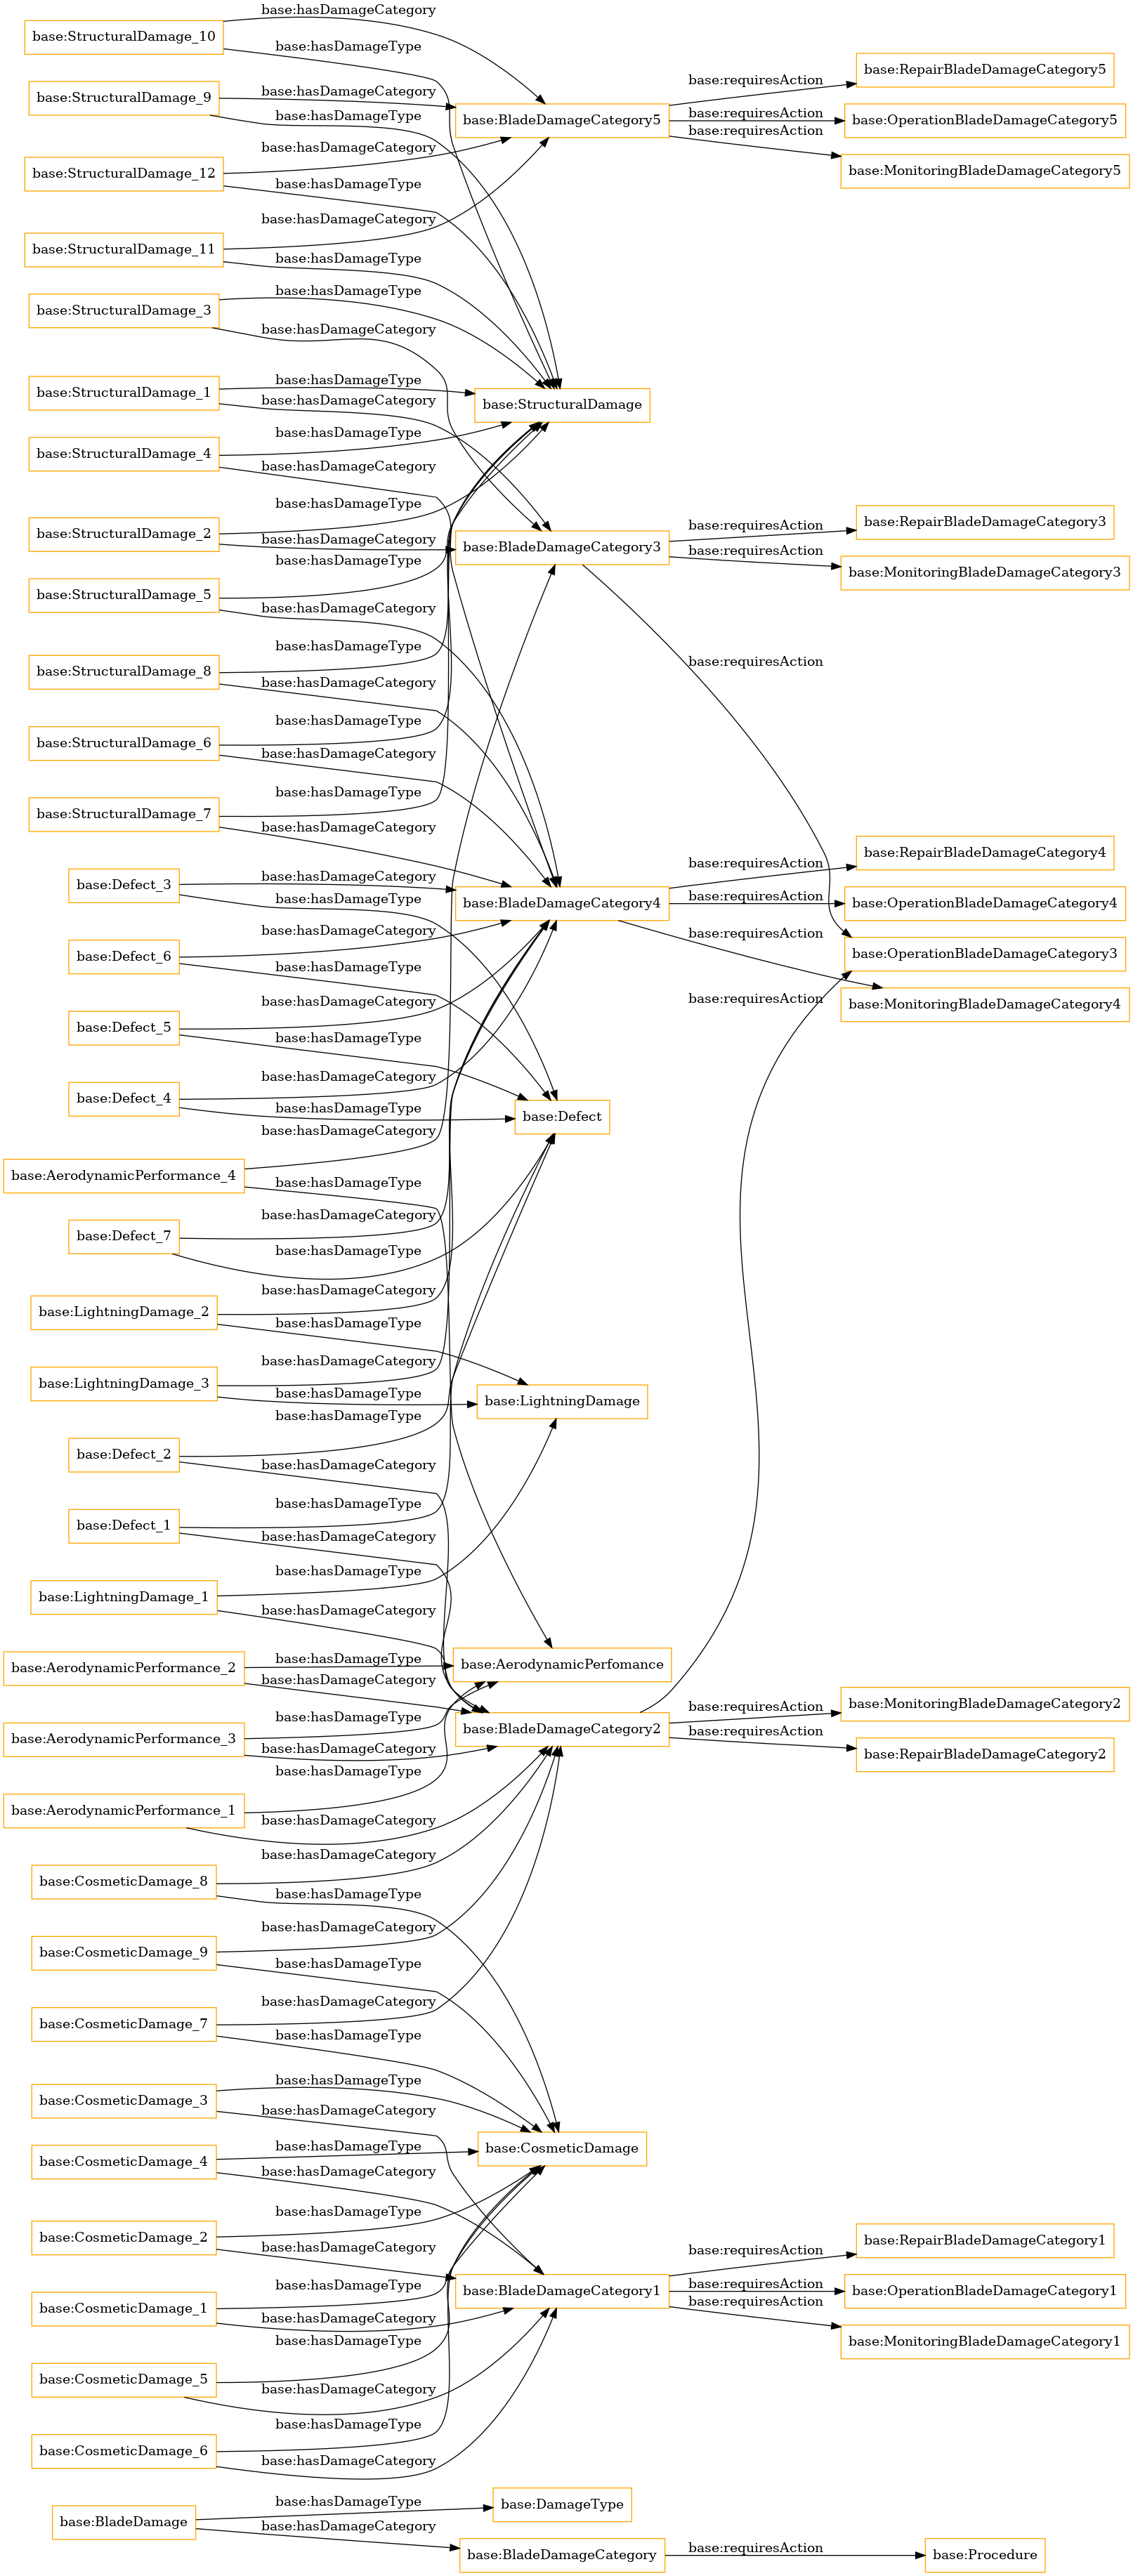 base:hasDamageCategory
base:StructuralDamage_10
base:hasDamageType
base:RepairBladeDamageCategory5
base:requiresAction
base:StructuralDamage_9
base:hasDamageCategory
base:hasDamageType
base:BladeDamageCategory5
base:requiresAction
base:OperationBladeDamageCategory5
base:requiresAction
base:hasDamageCategory
base:StructuralDamage_12
base:MonitoringBladeDamageCategory5
base:hasDamageType
base:hasDamageCategory
base:StructuralDamage_11
base:hasDamageType
base:hasDamageType
base:StructuralDamage_3
base:hasDamageCategory
base:hasDamageType
base:StructuralDamage_1
base:hasDamageCategory
base:StructuralDamage
base:hasDamageType
base:StructuralDamage_4
base:hasDamageCategory
base:hasDamageType
base:RepairBladeDamageCategory3
base:requiresAction
base:StructuralDamage_2
base:hasDamageCategory
base:BladeDamageCategory3
base:requiresAction
base:hasDamageType
base:MonitoringBladeDamageCategory3
base:StructuralDamage_5
base:hasDamageCategory
base:hasDamageType
base:requiresAction
base:StructuralDamage_8
base:hasDamageCategory
base:hasDamageType
base:StructuralDamage_6
base:hasDamageCategory
base:hasDamageType
base:StructuralDamage_7
base:hasDamageCategory
base:RepairBladeDamageCategory4
base:requiresAction
base:hasDamageCategory
base:Defect_3
base:hasDamageType
base:BladeDamageCategory4
base:requiresAction
base:OperationBladeDamageCategory4
base:hasDamageCategory
base:requiresAction
base:Defect_6
base:OperationBladeDamageCategory3
base:hasDamageType
base:hasDamageCategory
base:requiresAction
base:MonitoringBladeDamageCategory4
base:Defect_5
base:hasDamageType
base:hasDamageCategory
base:Defect_4
base:hasDamageType
base:Defect
base:hasDamageCategory
base:AerodynamicPerformance_4
base:hasDamageType
base:hasDamageCategory
base:Defect_7
base:hasDamageType
base:hasDamageCategory
base:LightningDamage_2
base:hasDamageType
base:hasDamageCategory
base:LightningDamage_3
base:hasDamageType
base:LightningDamage
base:hasDamageType
base:Defect_2
base:hasDamageCategory
base:hasDamageType
base:Defect_1
base:hasDamageCategory
base:hasDamageType
base:LightningDamage_1
base:hasDamageCategory
base:hasDamageType
base:AerodynamicPerformance_2
base:AerodynamicPerfomance
base:hasDamageCategory
base:hasDamageType
base:requiresAction
base:MonitoringBladeDamageCategory2
base:AerodynamicPerformance_3
base:BladeDamageCategory2
base:hasDamageCategory
base:requiresAction
base:RepairBladeDamageCategory2
base:hasDamageType
base:AerodynamicPerformance_1
base:hasDamageCategory
base:hasDamageCategory
base:CosmeticDamage_8
base:hasDamageType
base:hasDamageCategory
base:CosmeticDamage_9
base:hasDamageType
base:hasDamageCategory
base:CosmeticDamage_7
base:hasDamageType
base:hasDamageType
base:CosmeticDamage_3
base:hasDamageCategory
base:hasDamageType
base:CosmeticDamage
base:CosmeticDamage_4
base:hasDamageCategory
base:hasDamageType
base:CosmeticDamage_2
base:hasDamageCategory
base:RepairBladeDamageCategory1
base:requiresAction
base:hasDamageType
base:BladeDamageCategory1
base:requiresAction
base:OperationBladeDamageCategory1
base:CosmeticDamage_1
base:requiresAction
base:hasDamageCategory
base:MonitoringBladeDamageCategory1
base:hasDamageType
base:CosmeticDamage_5
base:hasDamageCategory
base:hasDamageType
base:CosmeticDamage_6
base:hasDamageCategory
base:hasDamageType
base:DamageType
base:BladeDamage
base:hasDamageCategory
base:BladeDamageCategory
base:requiresAction
base:Procedure